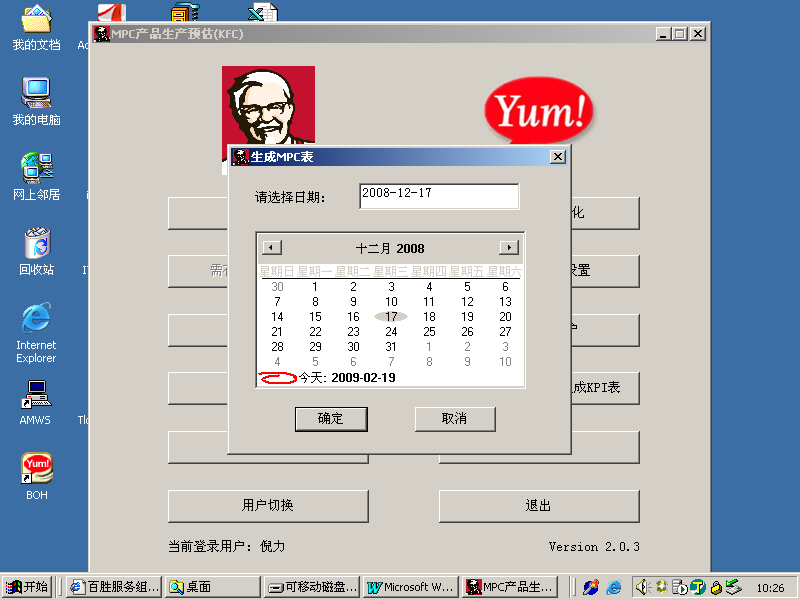 我的文档
Ac
MPC产品生产预估(KFC)
我的电脑
Yum!
生成MPC表
请选择日期:
2008-12-17
网上邻居
十二月 2008
化
星期日 星期一 星期二 星期三 星期四 星期五 星期六
30 1 2 3 4 5 6
7 8 9 10 11 12 13
14 15 16 17 18 19 20
21 22 23 24 25 26 27
28 29 30 31 1 2 3
4 5 6 7 8 9 10
今天: 2009-02-19
回收站
设置
Internet
Explorer
成KPI表
确定
取消
AMWS
Yum!
BOH
用户切换
退出
当前登录用户: 倪力
Version 2.0.3
开始
百胜服务组...
桌面
可移动磁盘...
Microsoft W...
MPC产品生...
10:26